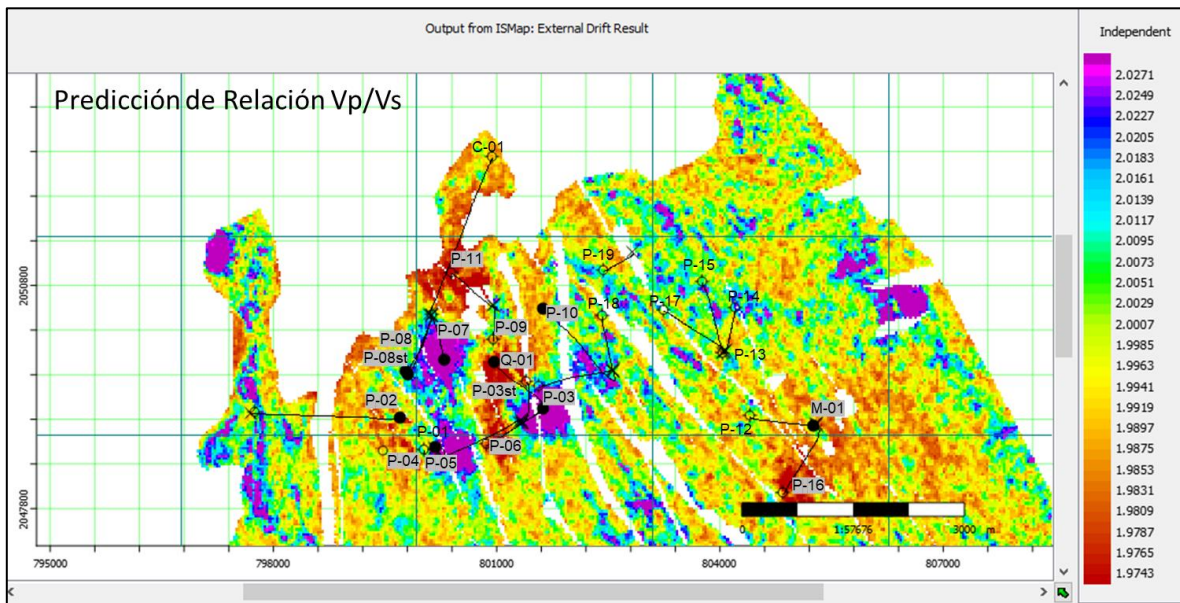 Output from ISMap: External Drift Result
Independent
Predicción de Relación Vp/Vs
2.0271
2.0249
2.0227
2.0205
2.0183
2.0161
2.0139
2.0117
2.0095
2.0073
2.0051
2.0029
2.0007
1.9985
1.9963
1.9941
1.9919
1.9897
1.9875
1.9853
1.9831
1.9809
1.9787
1.9765
1.9743
C-01
P-11
P-19
P-15
P-17
P-14
P-18
P-10
P-09
P-07
P-08
P-13
P-08st
Q-01
P-03st
P-03
P-02
M-01
P-12
P-01
P-06
P-04
P-05
P-16
2050800
2047800
0
1.57676
3000 m
795000
798000
801000
804000
807000